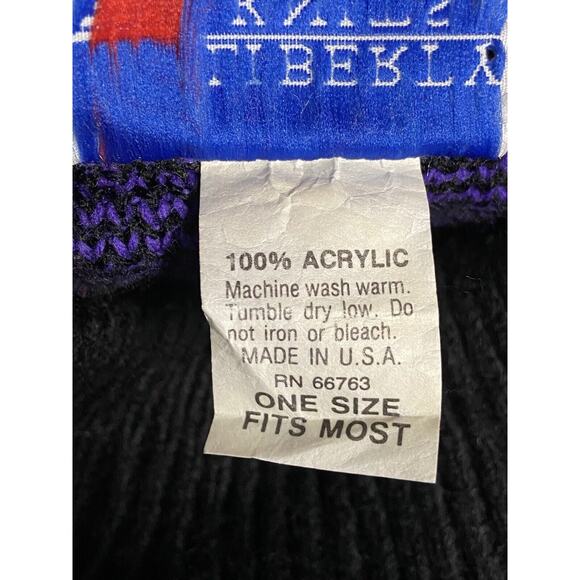 LIBERTY
100% ACRYLIC
Machine wash warm.
Tumble dry low. Do
not iron or bleach.
MADE IN U.S.A.
RN 66763
ONE SIZE
FITS MOST